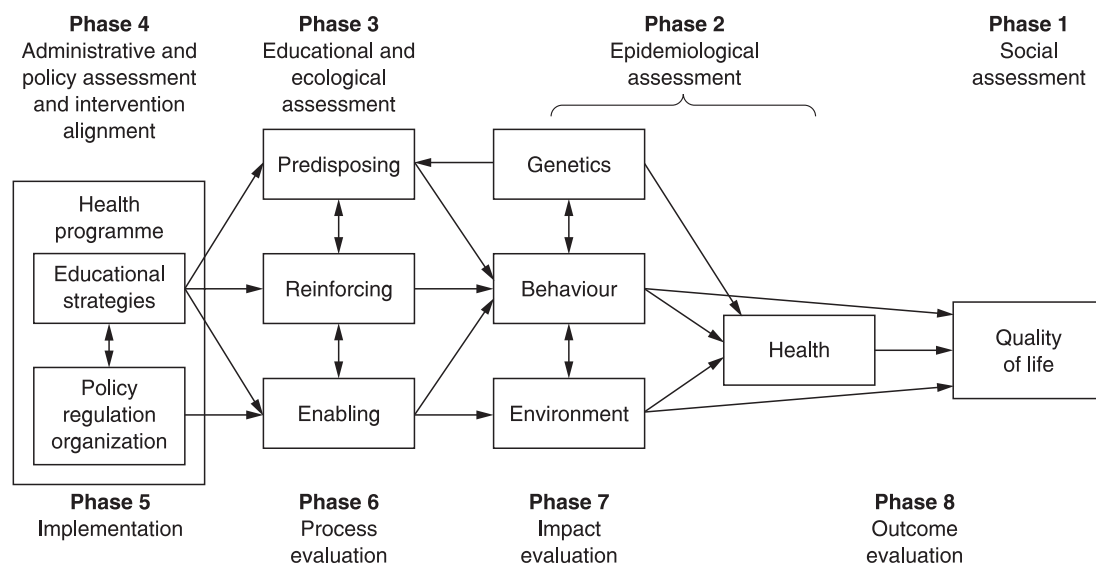 Phase 4
Administrative and
policy assessment
and intervention
alignment
Phase 3
Educational and
ecological
assessment
Phase 2
Epidemiological
assessment
Phase 1
Social
assessment
Health
programme
Educational
strategies
Policy
regulation
organization
Predisposing
Reinforcing
Enabling
Genetics
Behaviour
Environment
Health
Quality
of life
Phase 5
Implementation
Phase 6
Process
evaluation
Phase 7
Impact
evaluation
Phase 8
Outcome
evaluation